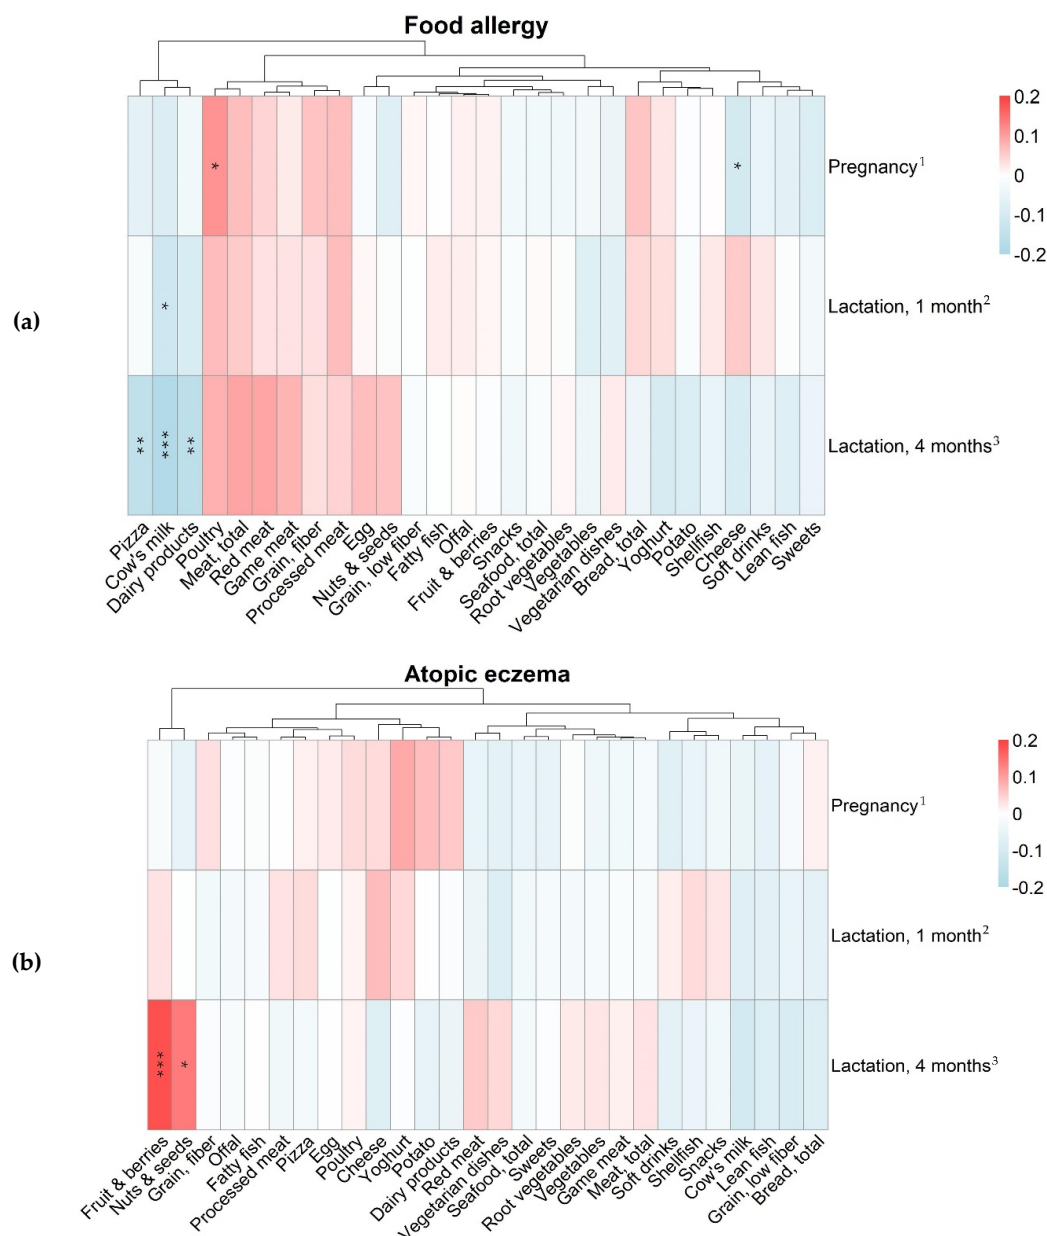 Food allergy
0.2
0.1
0
-0.1
-0.2
*
*
Pregnancy¹
(a)
*
Lactation, 1 month²
**
***
**
Lactation, 4 months³
Pizza
Cow's milk
Dairy products
Poultry
Meat, total
Red meat
Game meat
Grain, fiber
Processed meat
Egg
Nuts & seeds
Grain, low fiber
Fatty fish
Offal
Fruit & berries
Snacks
Seafood, total
Root vegetables
Vegetables
Vegetarian dishes
Bread, total
Yoghurt
Potato
Shellfish
Cheese
Soft drinks
Lean fish
Sweets
Atopic eczema
0.2
0.1
0
-0.1
-0.2
Pregnancy¹
(b)
Lactation, 1 month²
***
*
Lactation, 4 months³
Fruit & berries
Nuts & seeds
Grain, fiber
Offal
Fatty fish
Processed meat
Pizza
Egg
Poultry
Cheese
Yoghurt
Potato
Dairy products
Red meat
Vegetarian dishes
Seafood, total
Sweets
Root vegetables
Vegetables
Game meat
Meat, total
Soft drinks
Shellfish
Snacks
Cow's milk
Lean fish
Grain, low fiber
Bread, total